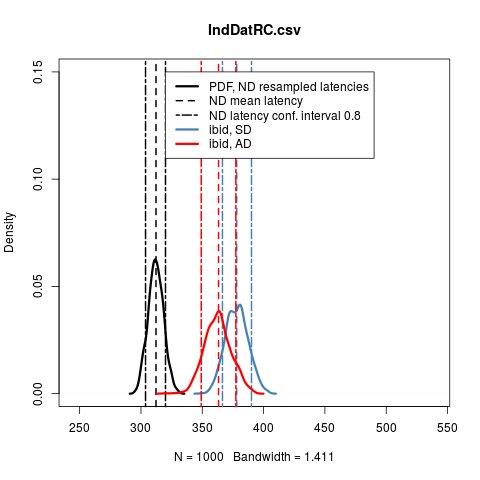 IndDatRC.csv
PDF, ND resampled latencies
ND mean latency
ND latency conf. interval 0.8
ibid, SD
ibid, AD
Density
0.15
0.10
0.05
0.00
250 300 350 400 450 500 550
N = 1000 Bandwidth = 1.411